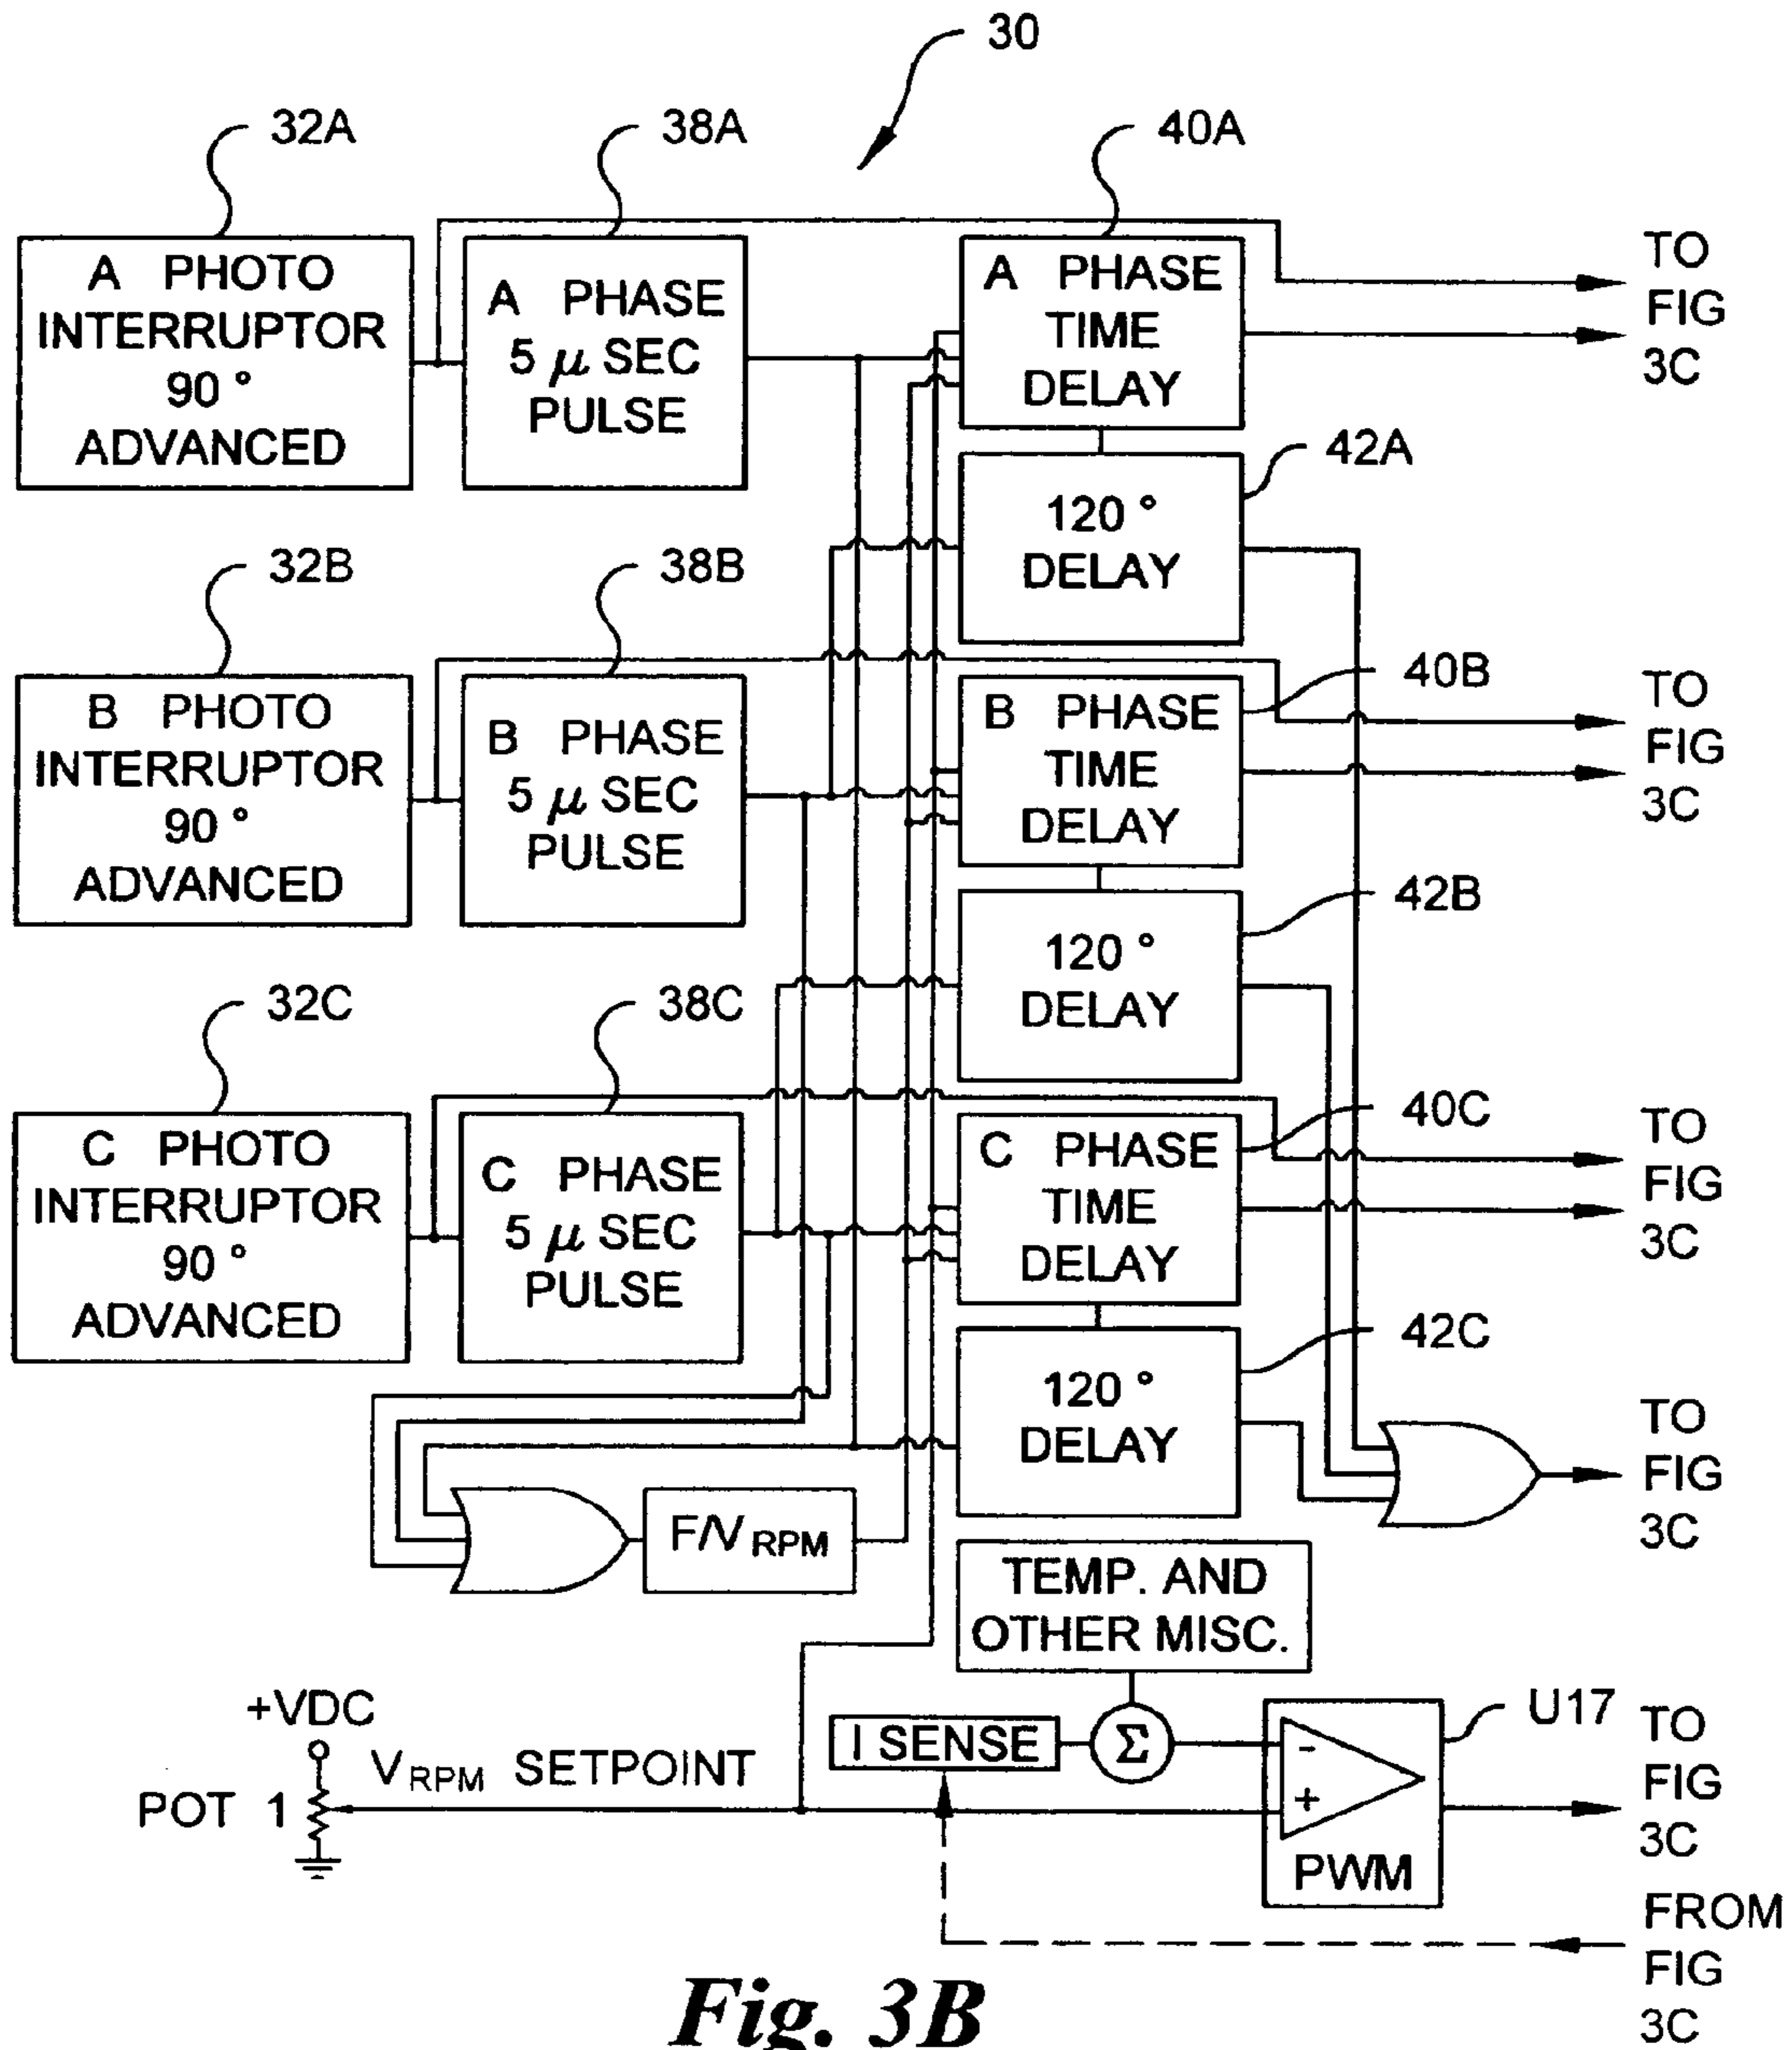 30
32A
38A
40A
A PHOTO
INTERRUPTOR
90 °
ADVANCED
A PHASE
5 μ SEC
PULSE
A PHASE
TIME
DELAY
TO
FIG
3C
42A
120 °
DELAY
32B
38B
40B
B PHOTO
INTERRUPTOR
90 °
ADVANCED
B PHASE
5 μ SEC
PULSE
B PHASE
TIME
DELAY
TO
FIG
3C
42B
120 °
DELAY
32C
38C
40C
C PHOTO
INTERRUPTOR
90 °
ADVANCED
C PHASE
5 μ SEC
PULSE
C PHASE
TIME
DELAY
TO
FIG
3C
42C
120 °
DELAY
TO
FIG
3C
F/V RPM
TEMP. AND
OTHER MISC.
+VDC
VRPM SETPOINT
POT 1
I SENSE
Σ
-
+
PWM
U17
TO
FIG
3C
FROM
FIG
3C
Fig. 3B